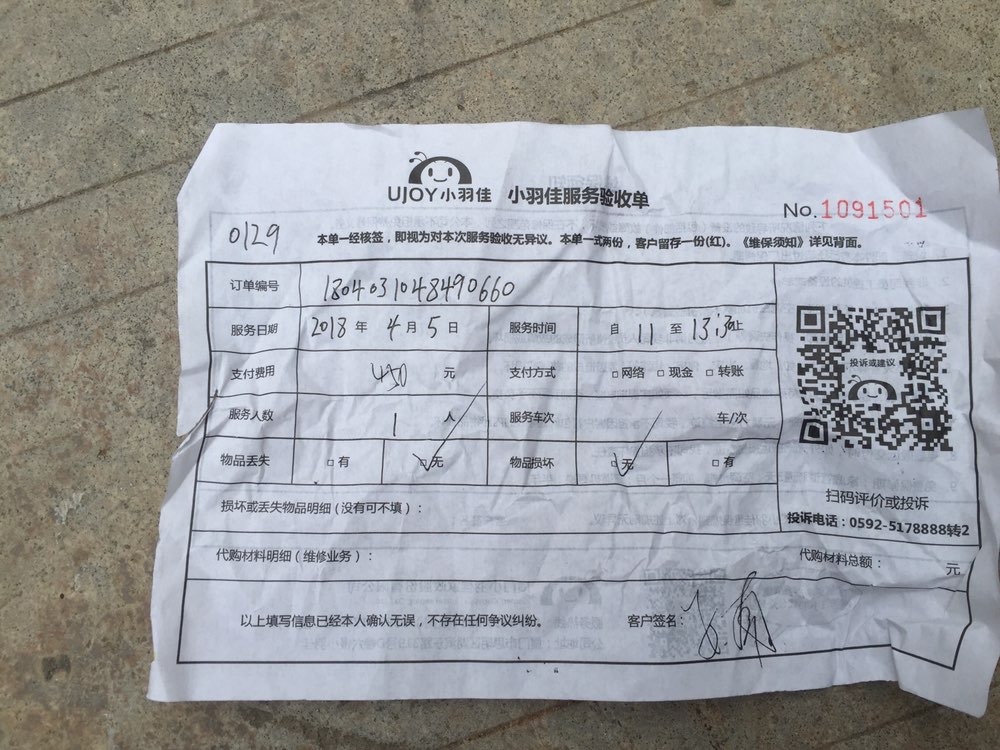 UJOY小羽佳 小羽佳服务验收单
No.1091501
0129
本单一经核签，即视为对本次服务验收无异议。本单一式两份，客户留存一份(红)。《维保须知》详见背面。
订单编号 1804031048490660
服务日期 2018 年 4 月 5 日 服务时间 自 11 至 13:30止
支付费用 450 元 支付方式 □网络 □现金 □转账
投诉或建议
服务人数 1 人 服务车次 车/次
物品丢失 □有 □无 物品损坏 □无 □有
损坏或丢失物品明细(没有可不填)：
扫码评价或投诉
投诉电话：0592-5178888转2
代购材料明细(维修业务)： 代购材料总额： 元
以上填写信息已经本人确认无误，不存在任何争议纠纷。 客户签名：